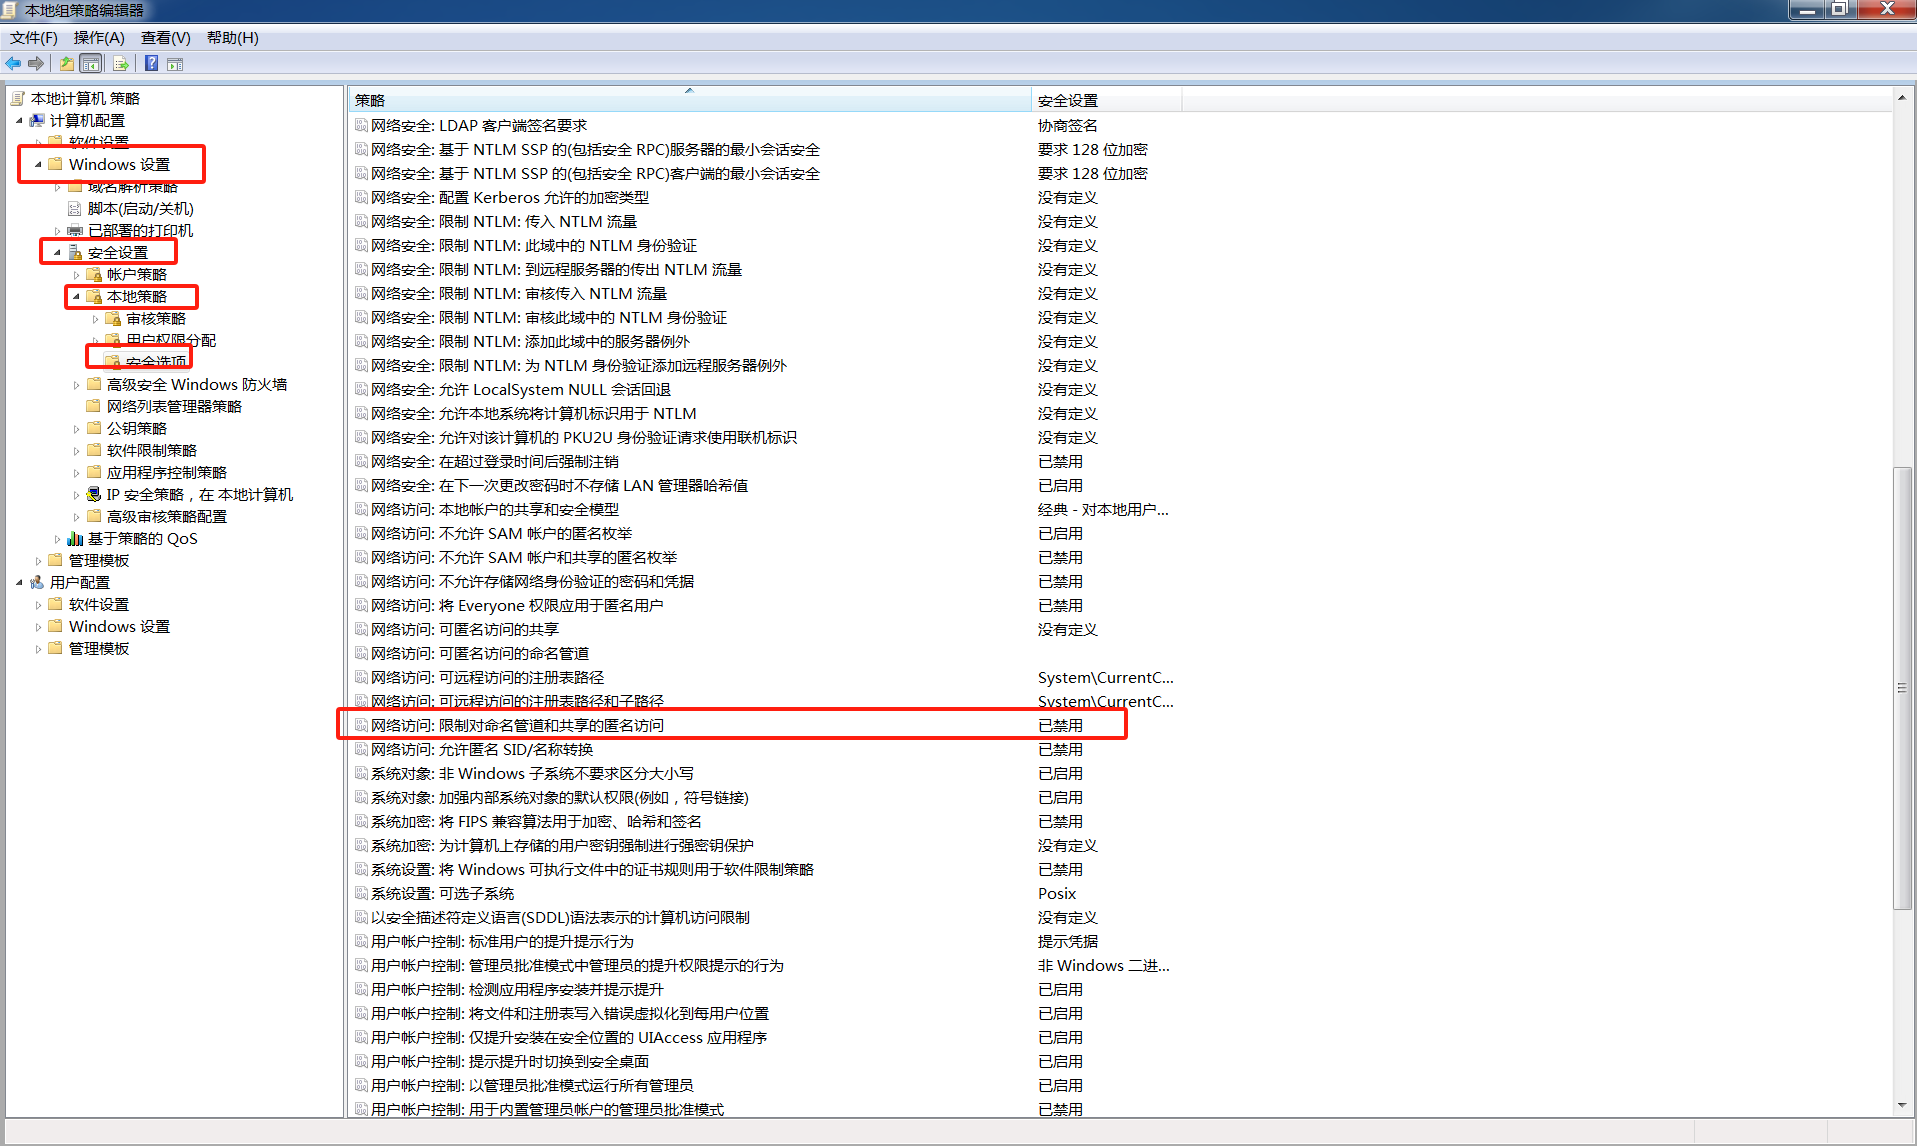 本地组策略编辑器
文件(F) 操作(A) 查看(V) 帮助(H)
本地计算机 策略
计算机配置
软件设置
Windows 设置
域名解析策略
脚本(启动/关机)
已部署的打印机
安全设置
帐户策略
本地策略
审核策略
用户权限分配
安全选项
高级安全 Windows 防火墙
网络列表管理器策略
公钥策略
软件限制策略
应用程序控制策略
IP 安全策略，在 本地计算机
高级审核策略配置
基于策略的 QoS
管理模板
用户配置
软件设置
Windows 设置
管理模板
策略 安全设置
网络安全: LDAP 客户端签名要求 协商签名
网络安全: 基于 NTLM SSP 的(包括安全 RPC)服务器的最小会话安全 要求 128 位加密
网络安全: 基于 NTLM SSP 的(包括安全 RPC)客户端的最小会话安全 要求 128 位加密
网络安全: 配置 Kerberos 允许的加密类型 没有定义
网络安全: 限制 NTLM: 传入 NTLM 流量 没有定义
网络安全: 限制 NTLM: 此域中的 NTLM 身份验证 没有定义
网络安全: 限制 NTLM: 到远程服务器的传出 NTLM 流量 没有定义
网络安全: 限制 NTLM: 审核传入 NTLM 流量 没有定义
网络安全: 限制 NTLM: 审核此域中的 NTLM 身份验证 没有定义
网络安全: 限制 NTLM: 添加此域中的服务器例外 没有定义
网络安全: 限制 NTLM: 为 NTLM 身份验证添加远程服务器例外 没有定义
网络安全: 允许 LocalSystem NULL 会话回退 没有定义
网络安全: 允许本地系统将计算机标识用于 NTLM 没有定义
网络安全: 允许对该计算机的 PKU2U 身份验证请求使用联机标识 没有定义
网络安全: 在超过登录时间后强制注销 已禁用
网络安全: 在下一次更改密码时不存储 LAN 管理器哈希值 已启用
网络访问: 本地帐户的共享和安全模型 经典 - 对本地用户...
网络访问: 不允许 SAM 帐户的匿名枚举 已启用
网络访问: 不允许 SAM 帐户和共享的匿名枚举 已禁用
网络访问: 不允许存储网络身份验证的密码和凭据 已禁用
网络访问: 将 Everyone 权限应用于匿名用户 已禁用
网络访问: 可匿名访问的共享 没有定义
网络访问: 可匿名访问的命名管道
网络访问: 可远程访问的注册表路径 System\CurrentC...
网络访问: 可远程访问的注册表路径和子路径 System\CurrentC...
网络访问: 限制对命名管道和共享的匿名访问 已禁用
网络访问: 允许匿名 SID/名称转换 已禁用
系统对象: 非 Windows 子系统不要求区分大小写 已启用
系统对象: 加强内部系统对象的默认权限(例如，符号链接) 已启用
系统加密: 将 FIPS 兼容算法用于加密、哈希和签名 已禁用
系统加密: 为计算机上存储的用户密钥强制进行强密钥保护 没有定义
系统设置: 将 Windows 可执行文件中的证书规则用于软件限制策略 已禁用
系统设置: 可选子系统 Posix
以安全描述符定义语言(SDDL)语法表示的计算机访问限制 没有定义
用户帐户控制: 标准用户的提升提示行为 提示凭据
用户帐户控制: 管理员批准模式中管理员的提升权限提示的行为 非 Windows 二进...
用户帐户控制: 检测应用程序安装并提示提升 已启用
用户帐户控制: 将文件和注册表写入错误虚拟化到每用户位置 已启用
用户帐户控制: 仅提升安装在安全位置的 UIAccess 应用程序 已启用
用户帐户控制: 提示提升时切换到安全桌面 已启用
用户帐户控制: 以管理员批准模式运行所有管理员 已启用
用户帐户控制: 用于内置管理员帐户的管理员批准模式 已禁用